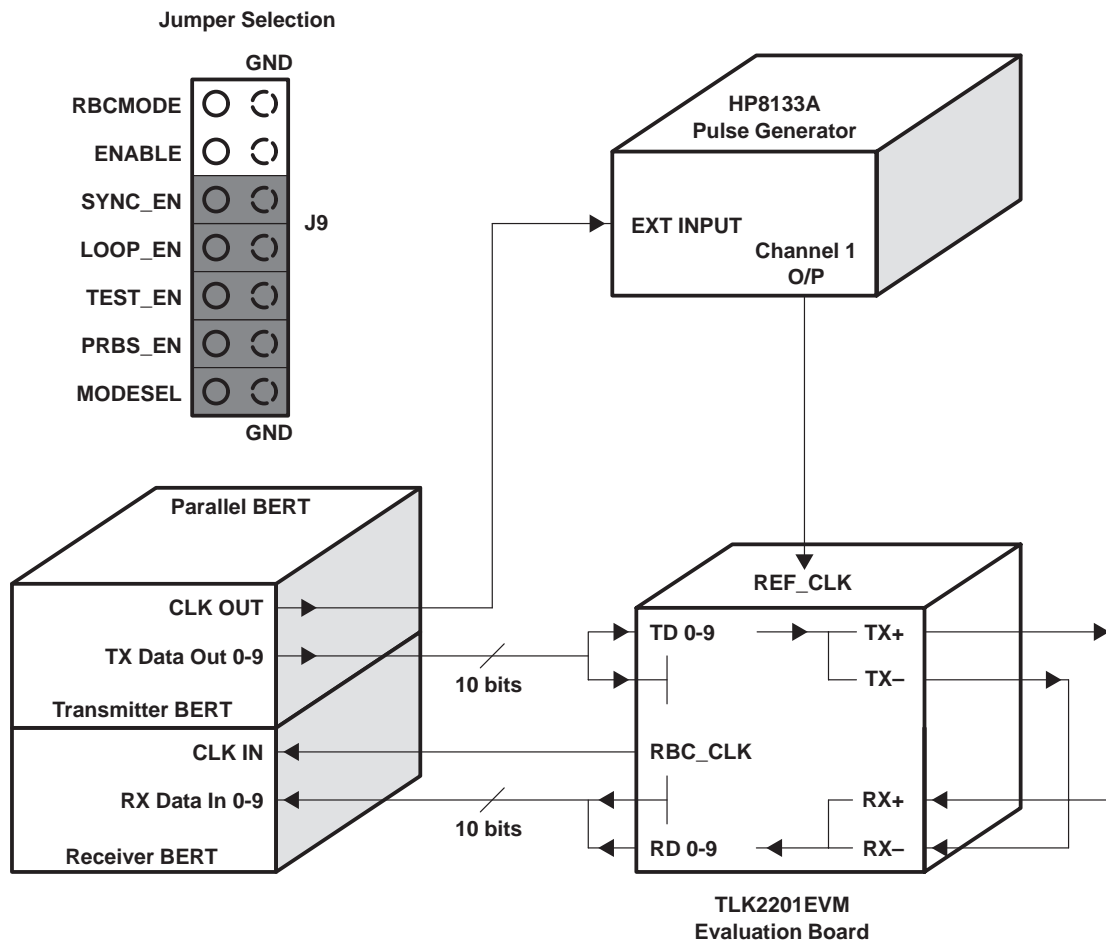 Jumper Selection
GND
RBCMODE
ENABLE
SYNC_EN
LOOP_EN
TEST_EN
PRBS_EN
MODESEL
J9
GND
HP8133A
Pulse Generator
EXT INPUT
Channel 1
O/P
Parallel BERT
CLK OUT
TX Data Out 0-9
Transmitter BERT
CLK IN
RX Data In 0-9
Receiver BERT
10 bits
10 bits
REF_CLK
TD 0-9
TX+
TX–
RBC_CLK
RX+
RD 0-9
RX–
TLK2201EVM
Evaluation Board